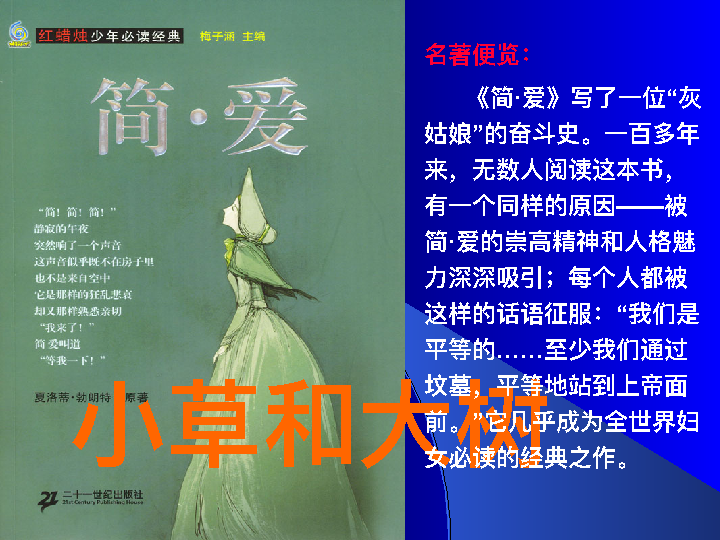 红蜡烛少年必读经典 梅子涵 主编
简·爱
“简！简！简！”
静寂的午夜
突然响了一个声音
这声音似乎既不在房子里
也不是来自空中
它是那样的狂乱悲哀
却又那样熟悉亲切
“我来了！”
简·爱叫道
“等我一下！”
夏洛蒂·勃朗特 原著
小草和大树
21 二十一世纪出版社
21st Century Publishing House
名著便览：
《简·爱》写了一位“灰
姑娘”的奋斗史。一百多年
来，无数人阅读这本书，
有一个同样的原因——被
简·爱的崇高精神和人格魅
力深深吸引；每个人都被
这样的话语征服：“我们是
平等的……至少我们通过
坟墓，平等地站到上帝面
前。”它几乎成为全世界妇
女必读的经典之作。